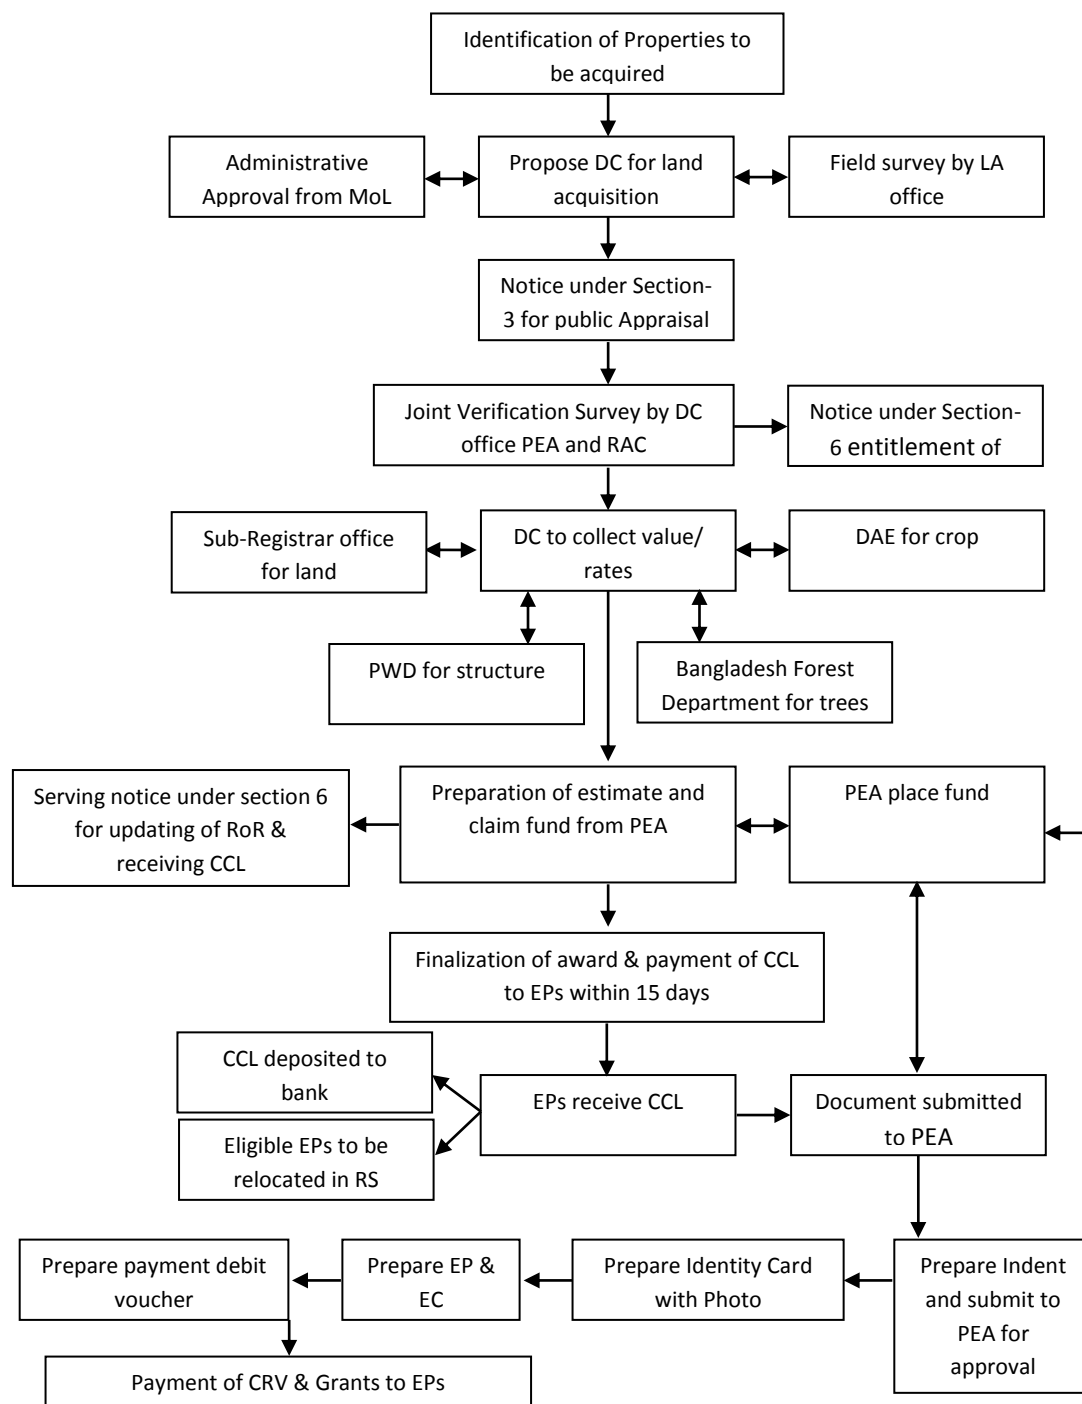 Identification of Properties to
be acquired
Administrative
Approval from MoL
Propose DC for land
acquisition
Field survey by LA
office
Notice under Section-
3 for public Appraisal
Joint Verification Survey by DC
office PEA and RAC
Notice under Section-
6 entitlement of
Sub-Registrar office
for land
DC to collect value/
rates
DAE for crop
PWD for structure
Bangladesh Forest
Department for trees
Serving notice under section 6
for updating of RoR &
receiving CCL
Preparation of estimate and
claim fund from PEA
PEA place fund
Finalization of award & payment of CCL
to EPs within 15 days
CCL deposited to
bank
Eligible EPs to be
relocated in RS
EPs receive CCL
Document submitted
to PEA
Prepare payment debit
voucher
Prepare EP &
EC
Prepare Identity Card
with Photo
Prepare Indent
and submit to
PEA for
approval
Payment of CRV & Grants to EPs